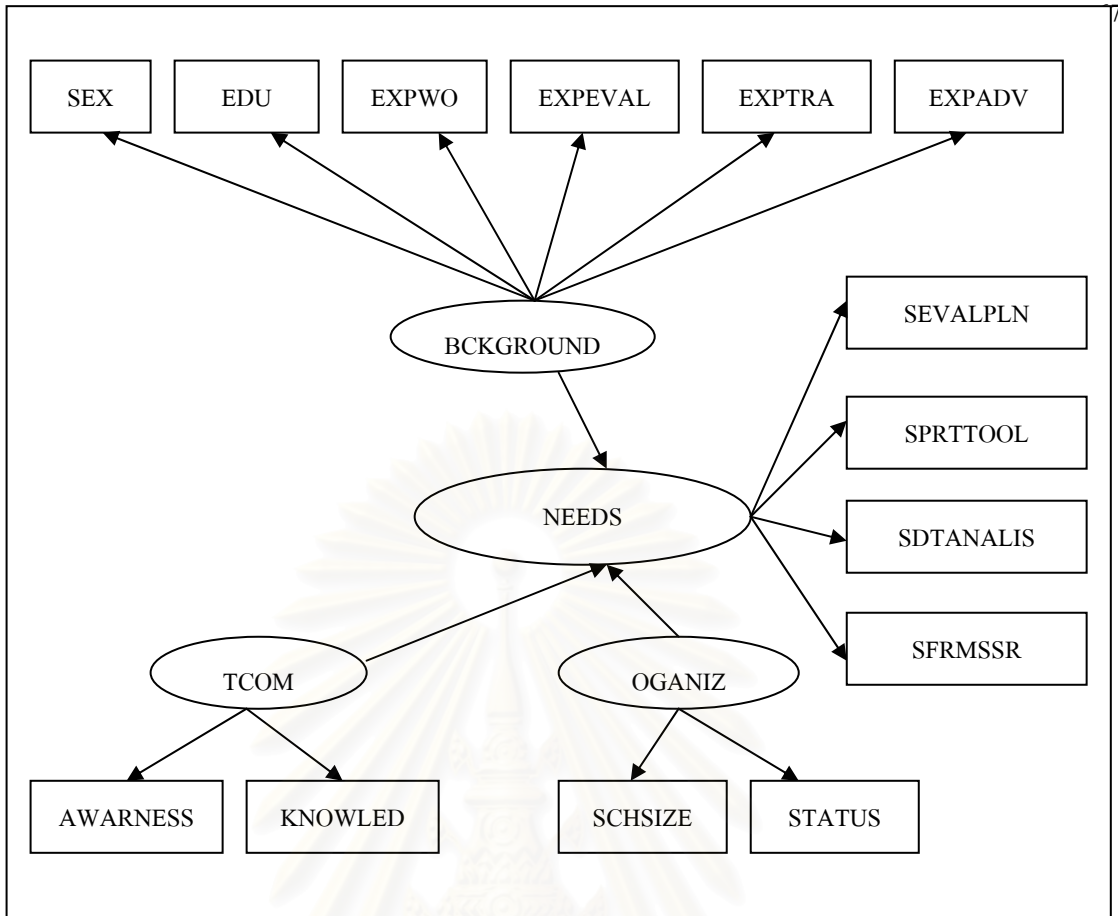 SEX EDU EXPWO EXPEVAL EXPTRA EXPADV
SEVALPLN
BCKGROUND
SPRTTOOL
NEEDS
SDTANALIS
SFRMSSR
TCOM OGANIZ
AWARNESS KNOWLED SCHSIZE STATUS